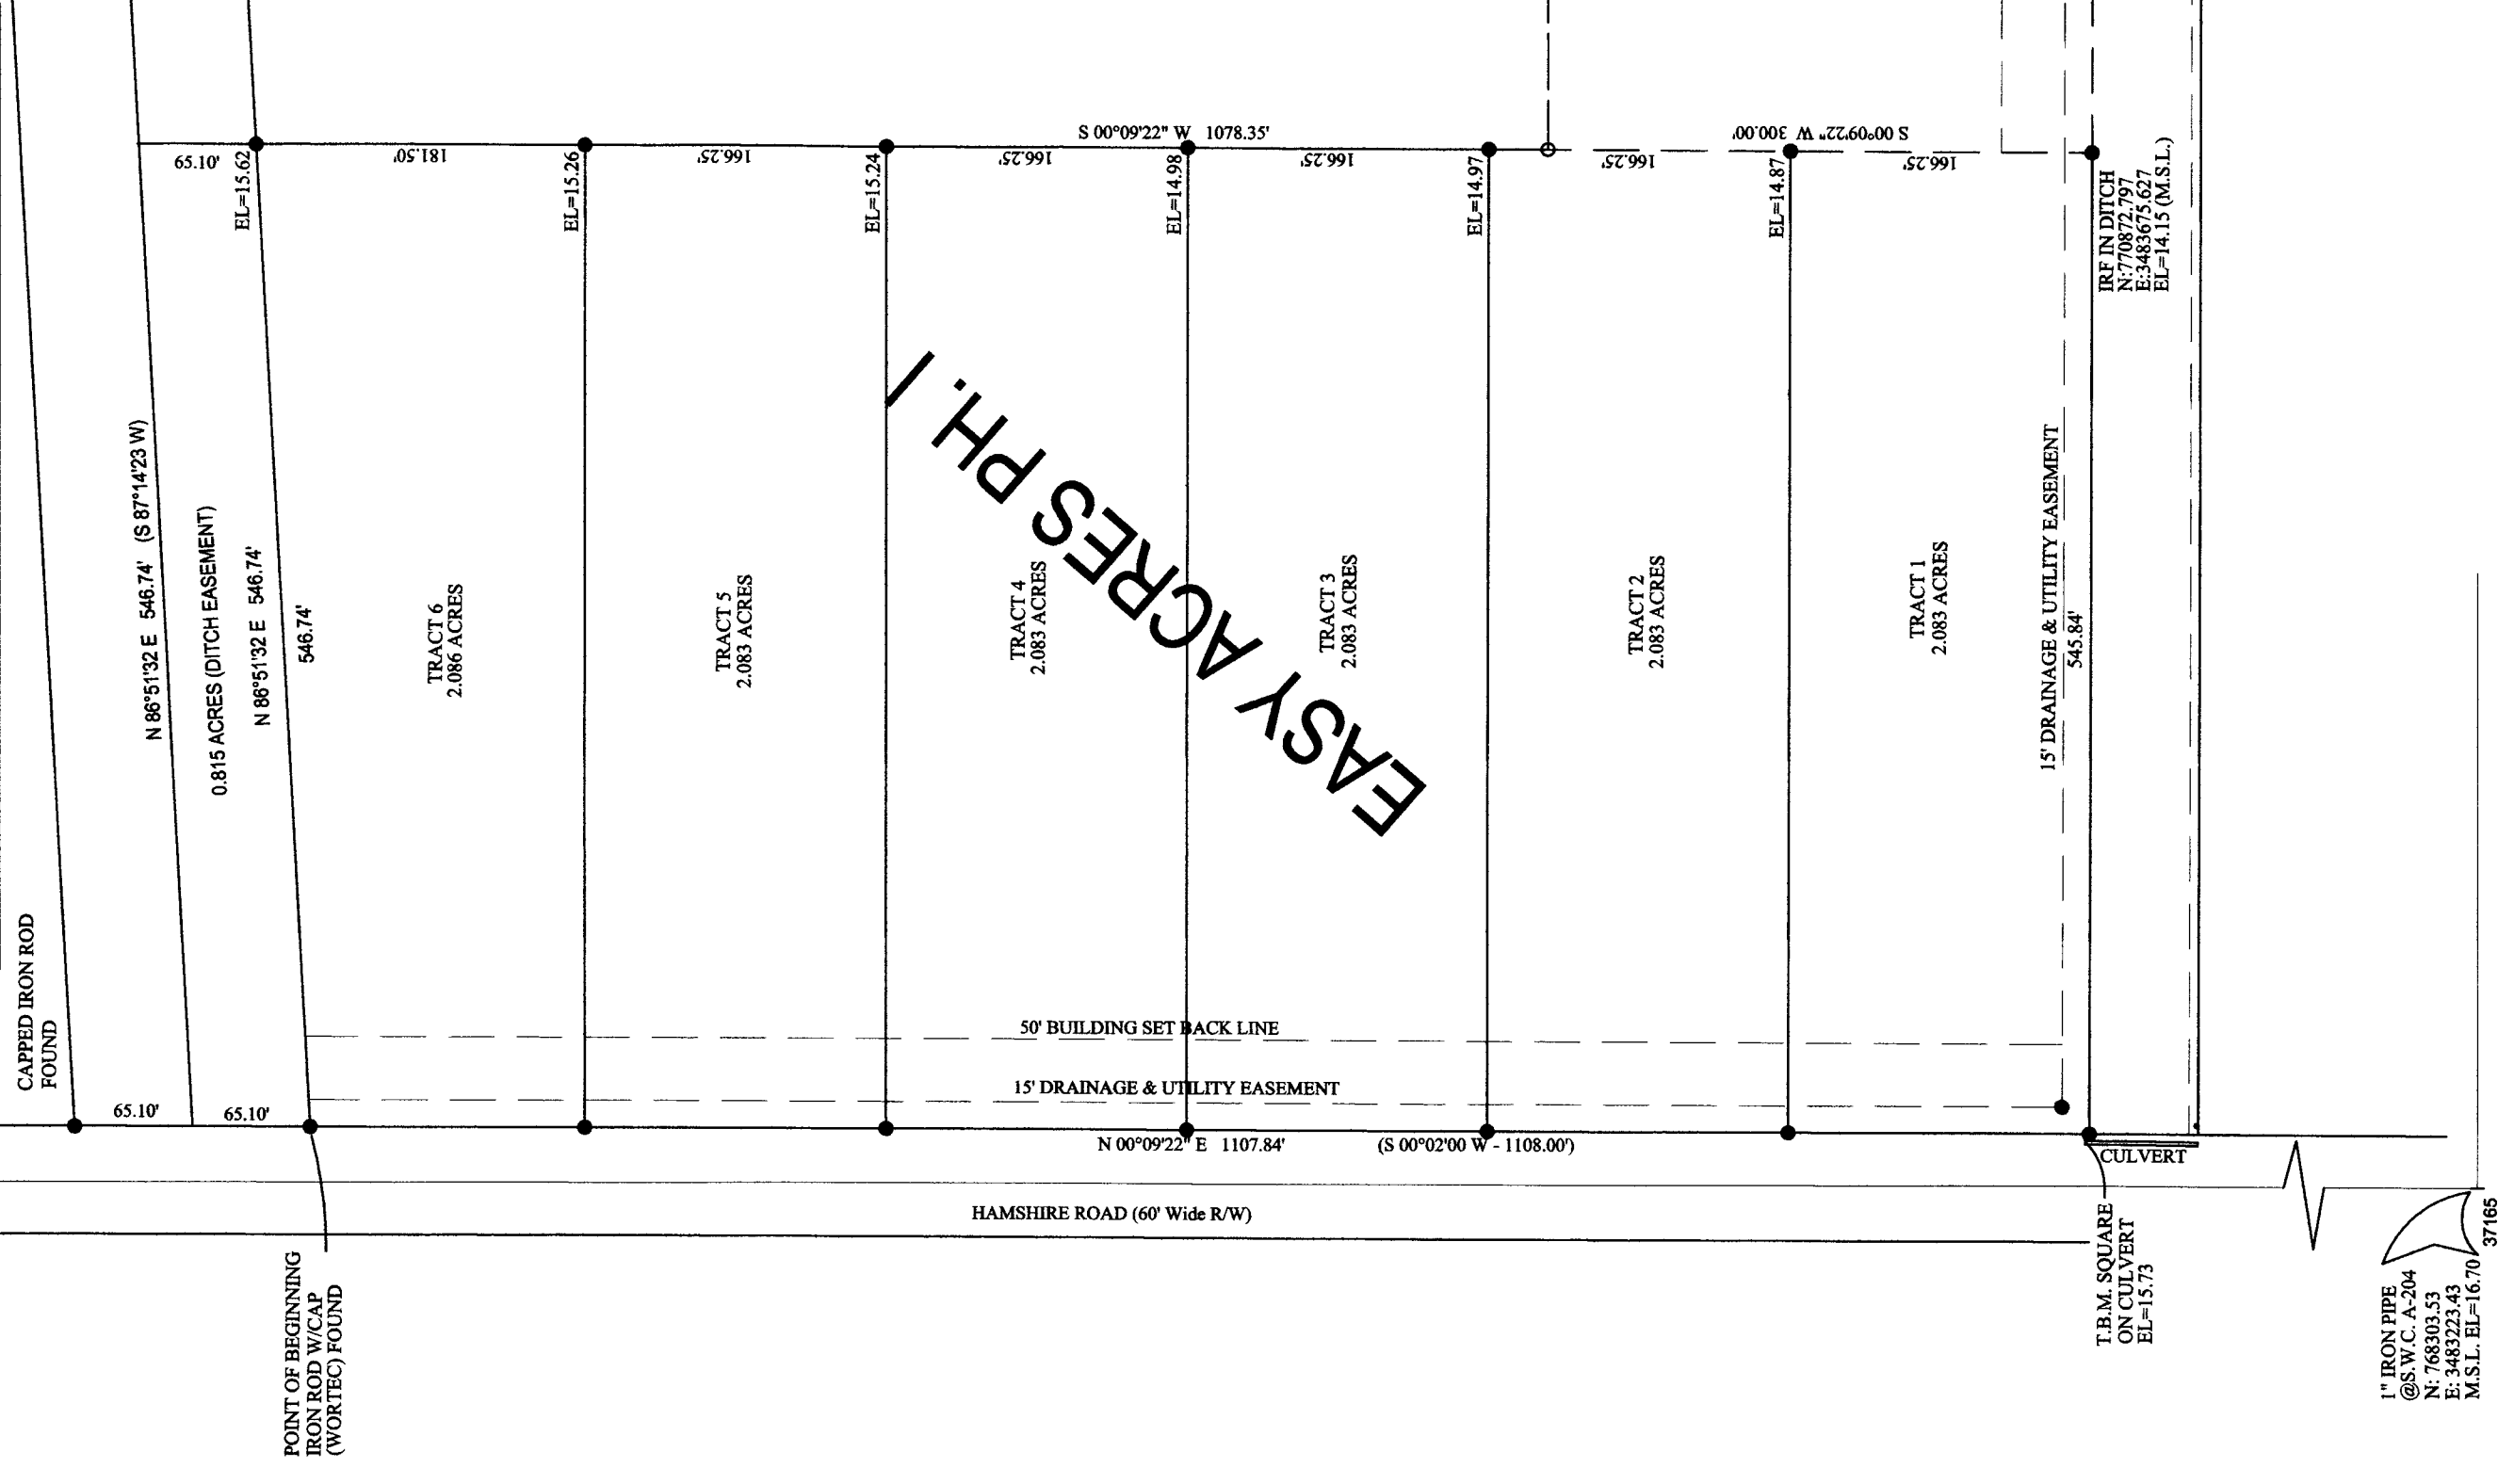 CAPPED IRON ROD
FOUND
65.10'
65.10'
N 86°51'32 E 546.74' (S 87°14'23 W)
0.815 ACRES (DITCH EASEMENT)
N 86°51'32 E 546.74'
546.74'
65.10'
EL=15.62
181.50'
EL=15.26
166.25'
EL=15.24
166.25'
EL=14.98
166.25'
EL=14.97
166.25'
EL=14.87
166.25'
S 00°09'22" W 1078.35'
S 00°09'22" W 300.00'
IRF IN DITCH
N:770872.797
E:3483675.627
EL=14.15 (M.S.L.)
TRACT 6
2.086 ACRES
TRACT 5
2.083 ACRES
TRACT 4
2.083 ACRES
TRACT 3
2.083 ACRES
TRACT 2
2.083 ACRES
TRACT 1
2.083 ACRES
EASY ACRES PH. I
15' DRAINAGE & UTILITY EASEMENT
545.84'
50' BUILDING SET BACK LINE
15' DRAINAGE & UTILITY EASEMENT
N 00°09'22" E 1107.84' (S 00°02'00 W - 1108.00')
CULVERT
HAMSHIRE ROAD (60' Wide R/W)
POINT OF BEGINNING
IRON ROD W/CAP
(WORTEC) FOUND
T.B.M. SQUARE
ON CULVERT
EL=15.73
1" IRON PIPE
@S.W.C. A-204
N: 768303.53
E: 3483223.43
M.S.L. EL=16.70
37165